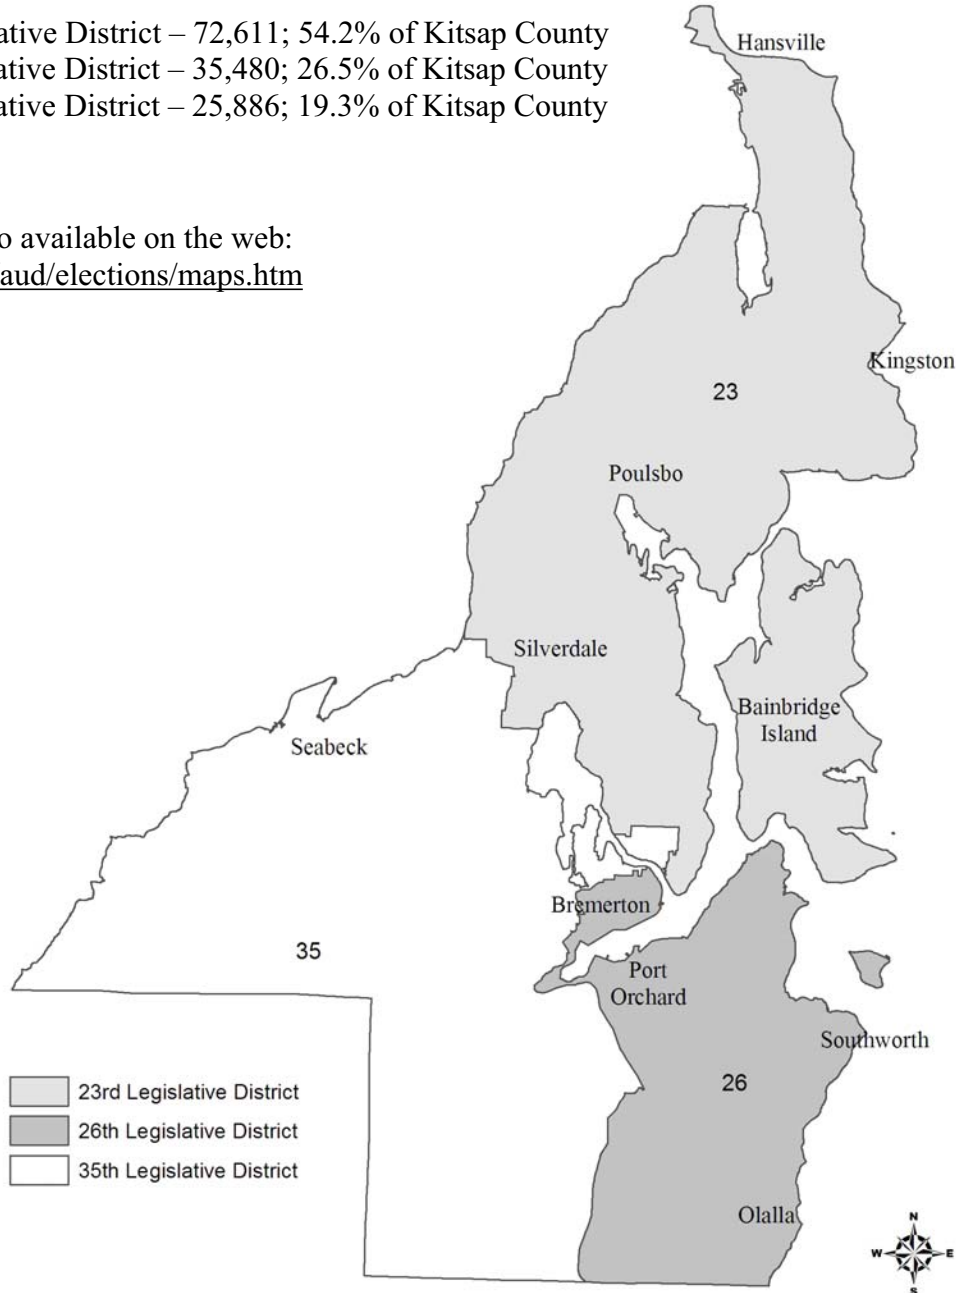 ative District – 72,611; 54.2% of Kitsap County
ative District – 35,480; 26.5% of Kitsap County
ative District – 25,886; 19.3% of Kitsap County
o available on the web:
/aud/elections/maps.htm
Hansville
Kingston
23
Poulsbo
Silverdale
Bainbridge
Island
Seabeck
Bremerton
35
Port
Orchard
Southworth
26
23rd Legislative District
26th Legislative District
35th Legislative District
Olalla
N
W
E
S